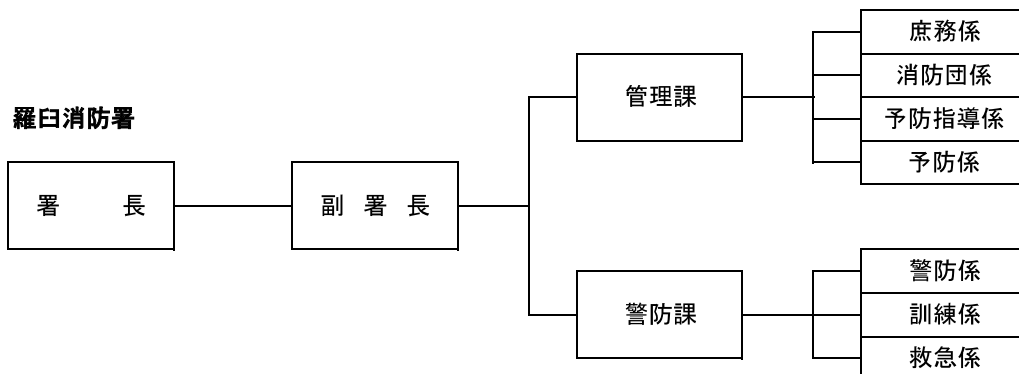 羅臼消防署
署 長
副 署 長
管理課
庶務係
消防団係
予防指導係
予防係
警防課
警防係
訓練係
救急係